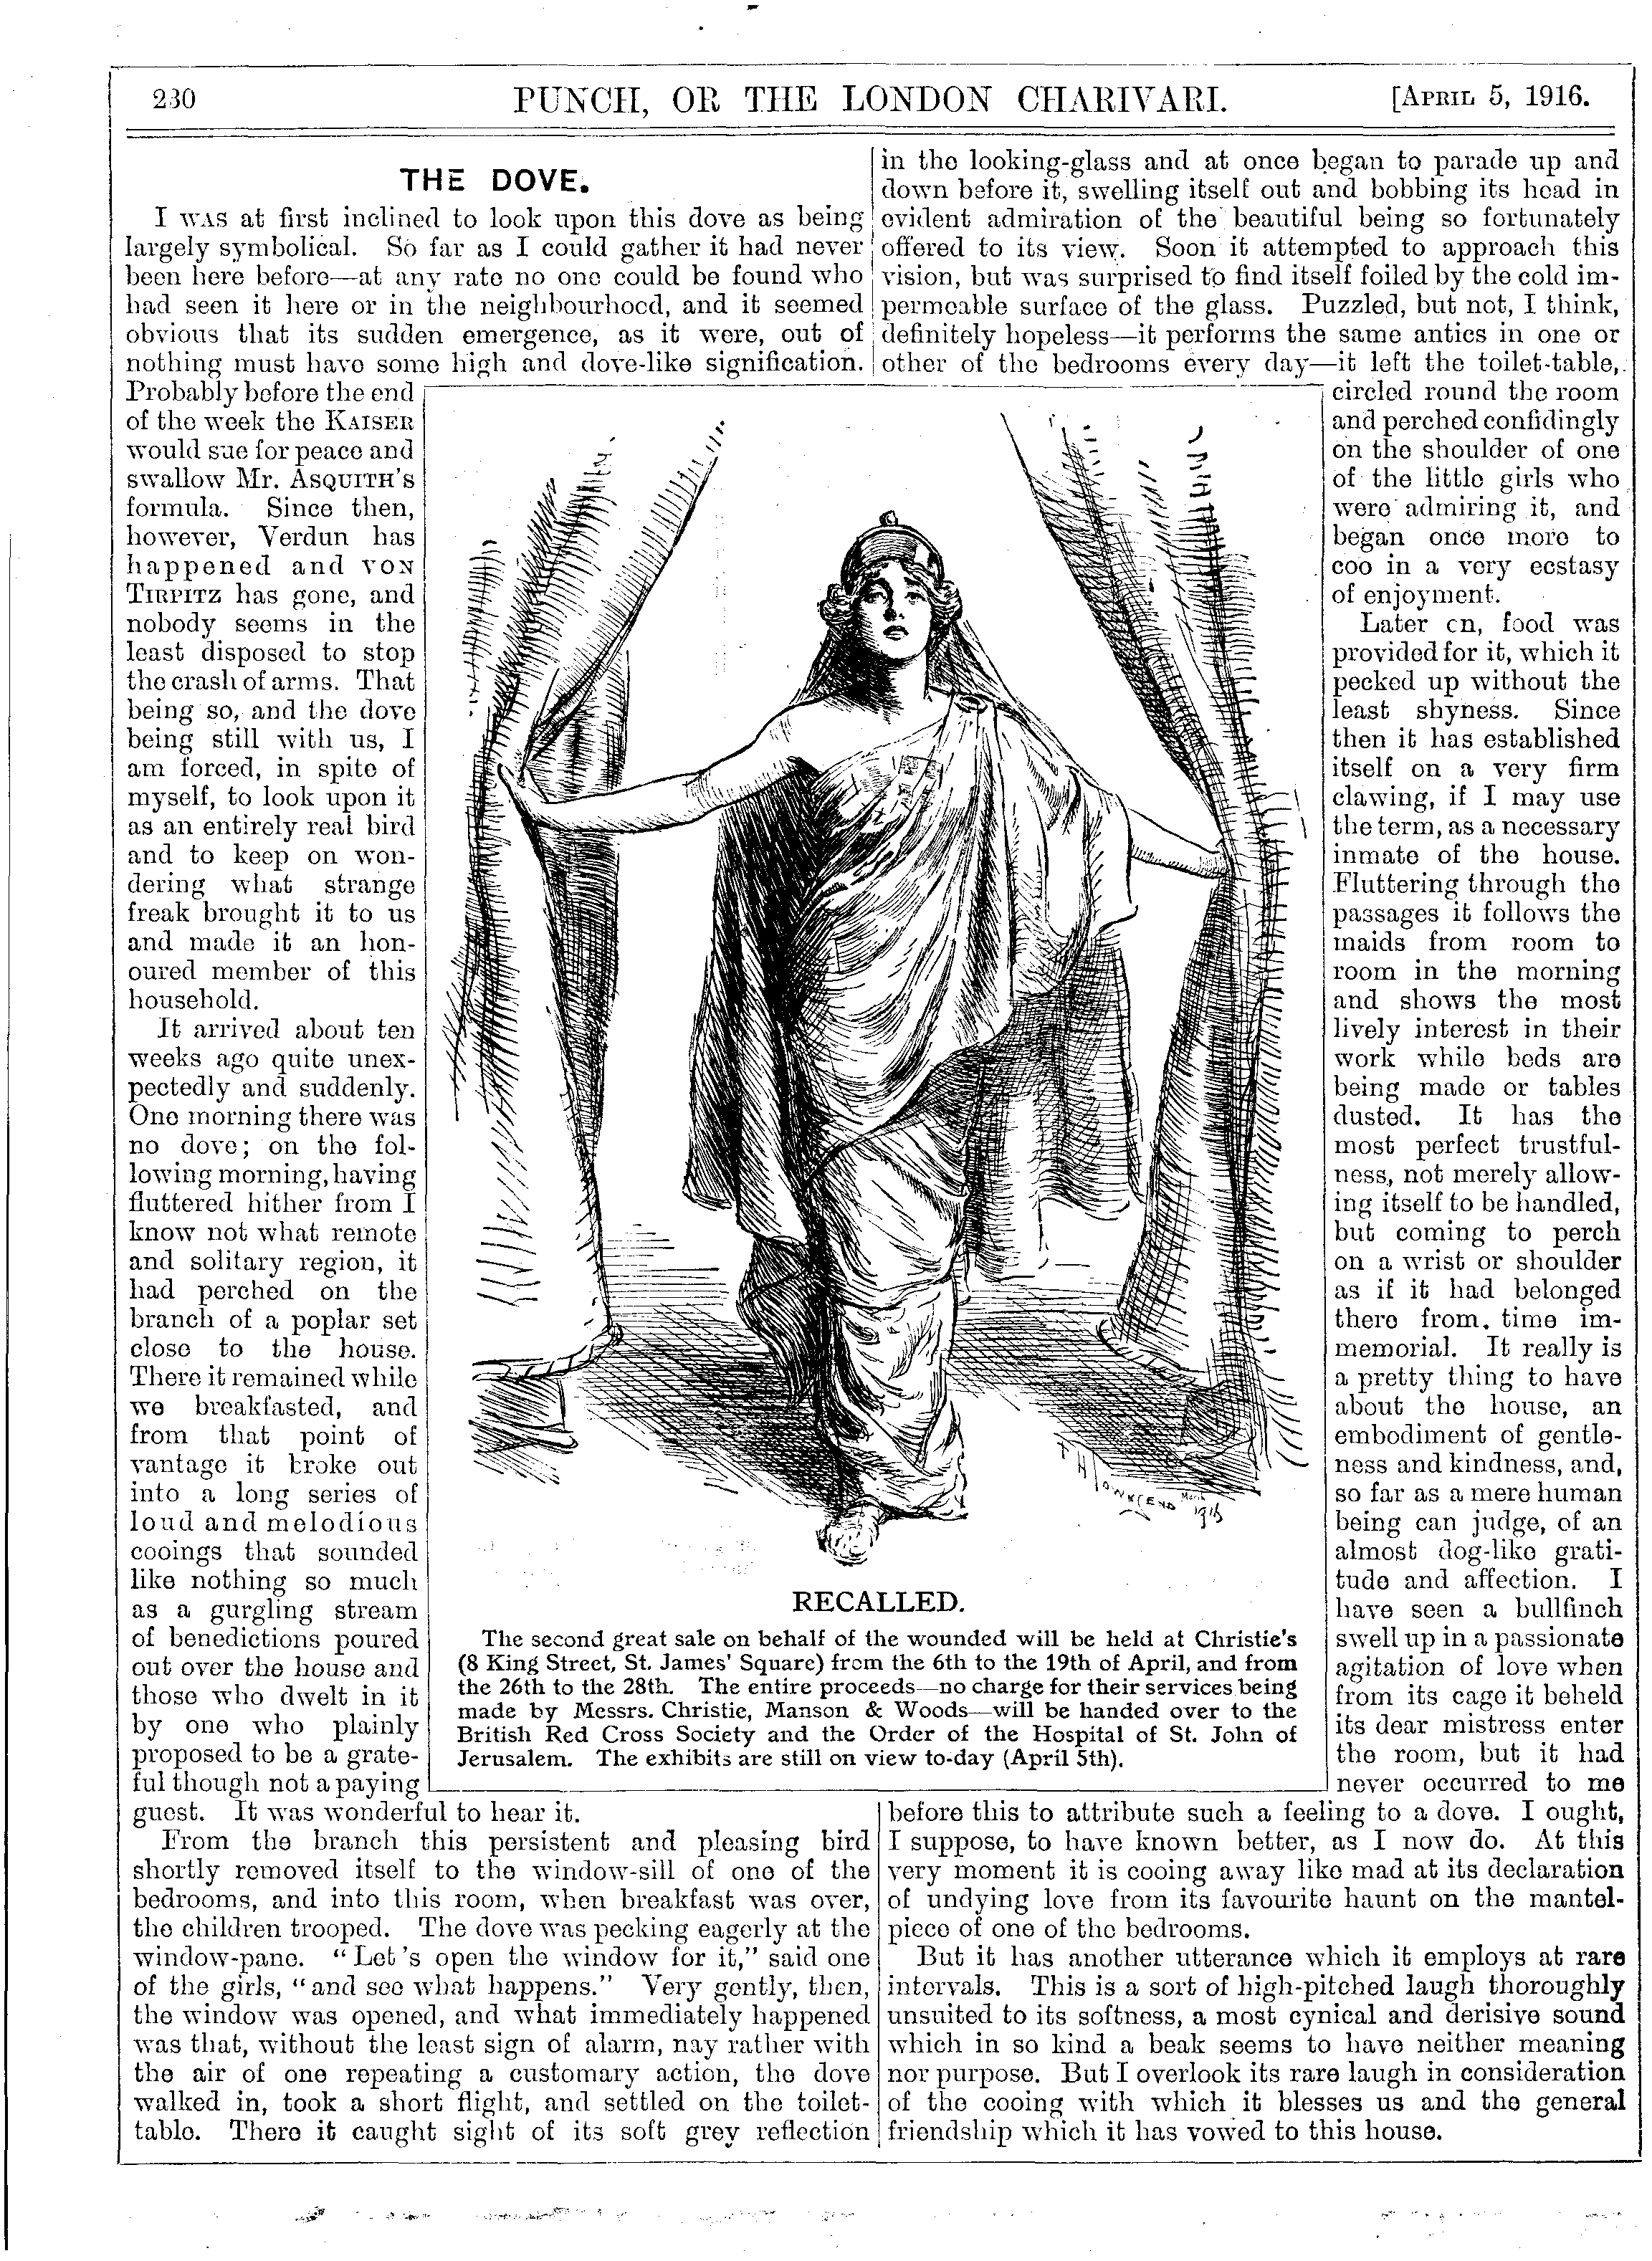 230
PUNCH, OR THE LONDON CHARIVARI.
[APRIL 5, 1916.
THE DOVE.
I WAS at first inclined to look upon this dove as being
largely symbolical. So far as I could gather it had never
been here before—at any rate no one could be found who
had seen it here or in the neighbourhood, and it seemed
obvious that its sudden emergence, as it were, out of
nothing must have some high and dove-like signification.
Probably before the end
of the week the KAISER
would sue for peace and
swallow Mr. ASQUITH'S
formula. Since then,
however, Verdun has
happened and VON
TIRPITZ has gone, and
nobody seems in the
least disposed to stop
the crash of arms. That
being so, and the dove
being still with us, I
am forced, in spite of
myself, to look upon it
as an entirely real bird
and to keep on won-
dering what strange
freak brought it to us
and made it an hon-
oured member of this
household.
It arrived about ten
weeks ago quite unex-
pectedly and suddenly.
One morning there was
no dove; on the fol-
lowing morning, having
fluttered hither from I
know not what remote
and solitary region, it
had perched on the
branch of a poplar set
close to the house.
There it remained while
we breakfasted, and
from that point of
vantage it broke out
into a long series of
loud and melodious
cooings that sounded
like nothing so much
as a gurgling stream
of benedictions poured
out over the house and
those who dwelt in it
by one who plainly
proposed to be a grate-
ful though not a paying
guest. It was wonderful to hear it.
From the branch this persistent and pleasing bird
shortly removed itself to the window-sill of one of the
bedrooms, and into this room, when breakfast was over,
the children trooped. The dove was pecking eagerly at the
window-pane. "Let's open the window for it," said one
of the girls, "and see what happens." Very gently, then,
the window was opened, and what immediately happened
was that, without the least sign of alarm, nay rather with
the air of one repeating a customary action, the dove
walked in, took a short flight, and settled on the toilet-
table. There it caught sight of its soft grey reflection
in the looking-glass and at once began to parade up and
down before it, swelling itself out and bobbing its head in
evident admiration of the beautiful being so fortunately
offered to its view. Soon it attempted to approach this
vision, but was surprised to find itself foiled by the cold im-
permeable surface of the glass. Puzzled, but not, I think,
definitely hopeless—it performs the same antics in one or
other of the bedrooms every day—it left the toilet-table,
circled round the room
and perched confidingly
on the shoulder of one
of the little girls who
were admiring it, and
began once more to
coo in a very ecstasy
of enjoyment.
Later on, food was
provided for it, which it
pecked up without the
least shyness. Since
then it has established
itself on a very firm
clawing, if I may use
the term, as a necessary
inmate of the house.
Fluttering through the
passages it follows the
maids from room to
room in the morning
and shows the most
lively interest in their
work while beds are
being made or tables
dusted. It has the
most perfect trustful-
ness, not merely allow-
ing itself to be handled,
but coming to perch
on a wrist or shoulder
as if it had belonged
there from time im-
memorial. It really is
a pretty thing to have
about the house, an
embodiment of gentle-
ness and kindness, and,
so far as a mere human
being can judge, of an
almost dog-like grati-
tude and affection. I
have seen a bullfinch
swell up in a passionate
agitation of love when
from its cage it beheld
its dear mistress enter
the room, but it had
never occurred to me
before this to attribute such a feeling to a dove. I ought,
I suppose, to have known better, as I now do. At this
very moment it is cooing away like mad at its declaration
of undying love from its favourite haunt on the mantel-
piece of one of the bedrooms.
But it has another utterance which it employs at rare
intervals. This is a sort of high-pitched laugh thoroughly
unsuited to its softness, a most cynical and derisive sound
which in so kind a beak seems to have neither meaning
nor purpose. But I overlook its rare laugh in consideration
of the cooing with which it blesses us and the general
friendship which it has vowed to this house.
F H TOWNSEND March
1916
RECALLED.
The second great sale on behalf of the wounded will be held at Christie's
(8 King Street, St. James' Square) from the 6th to the 19th of April, and from
the 26th to the 28th. The entire proceeds—no charge for their services being
made by Messrs. Christie, Manson & Woods—will be handed over to the
British Red Cross Society and the Order of the Hospital of St. John of
Jerusalem. The exhibits are still on view to-day (April 5th).